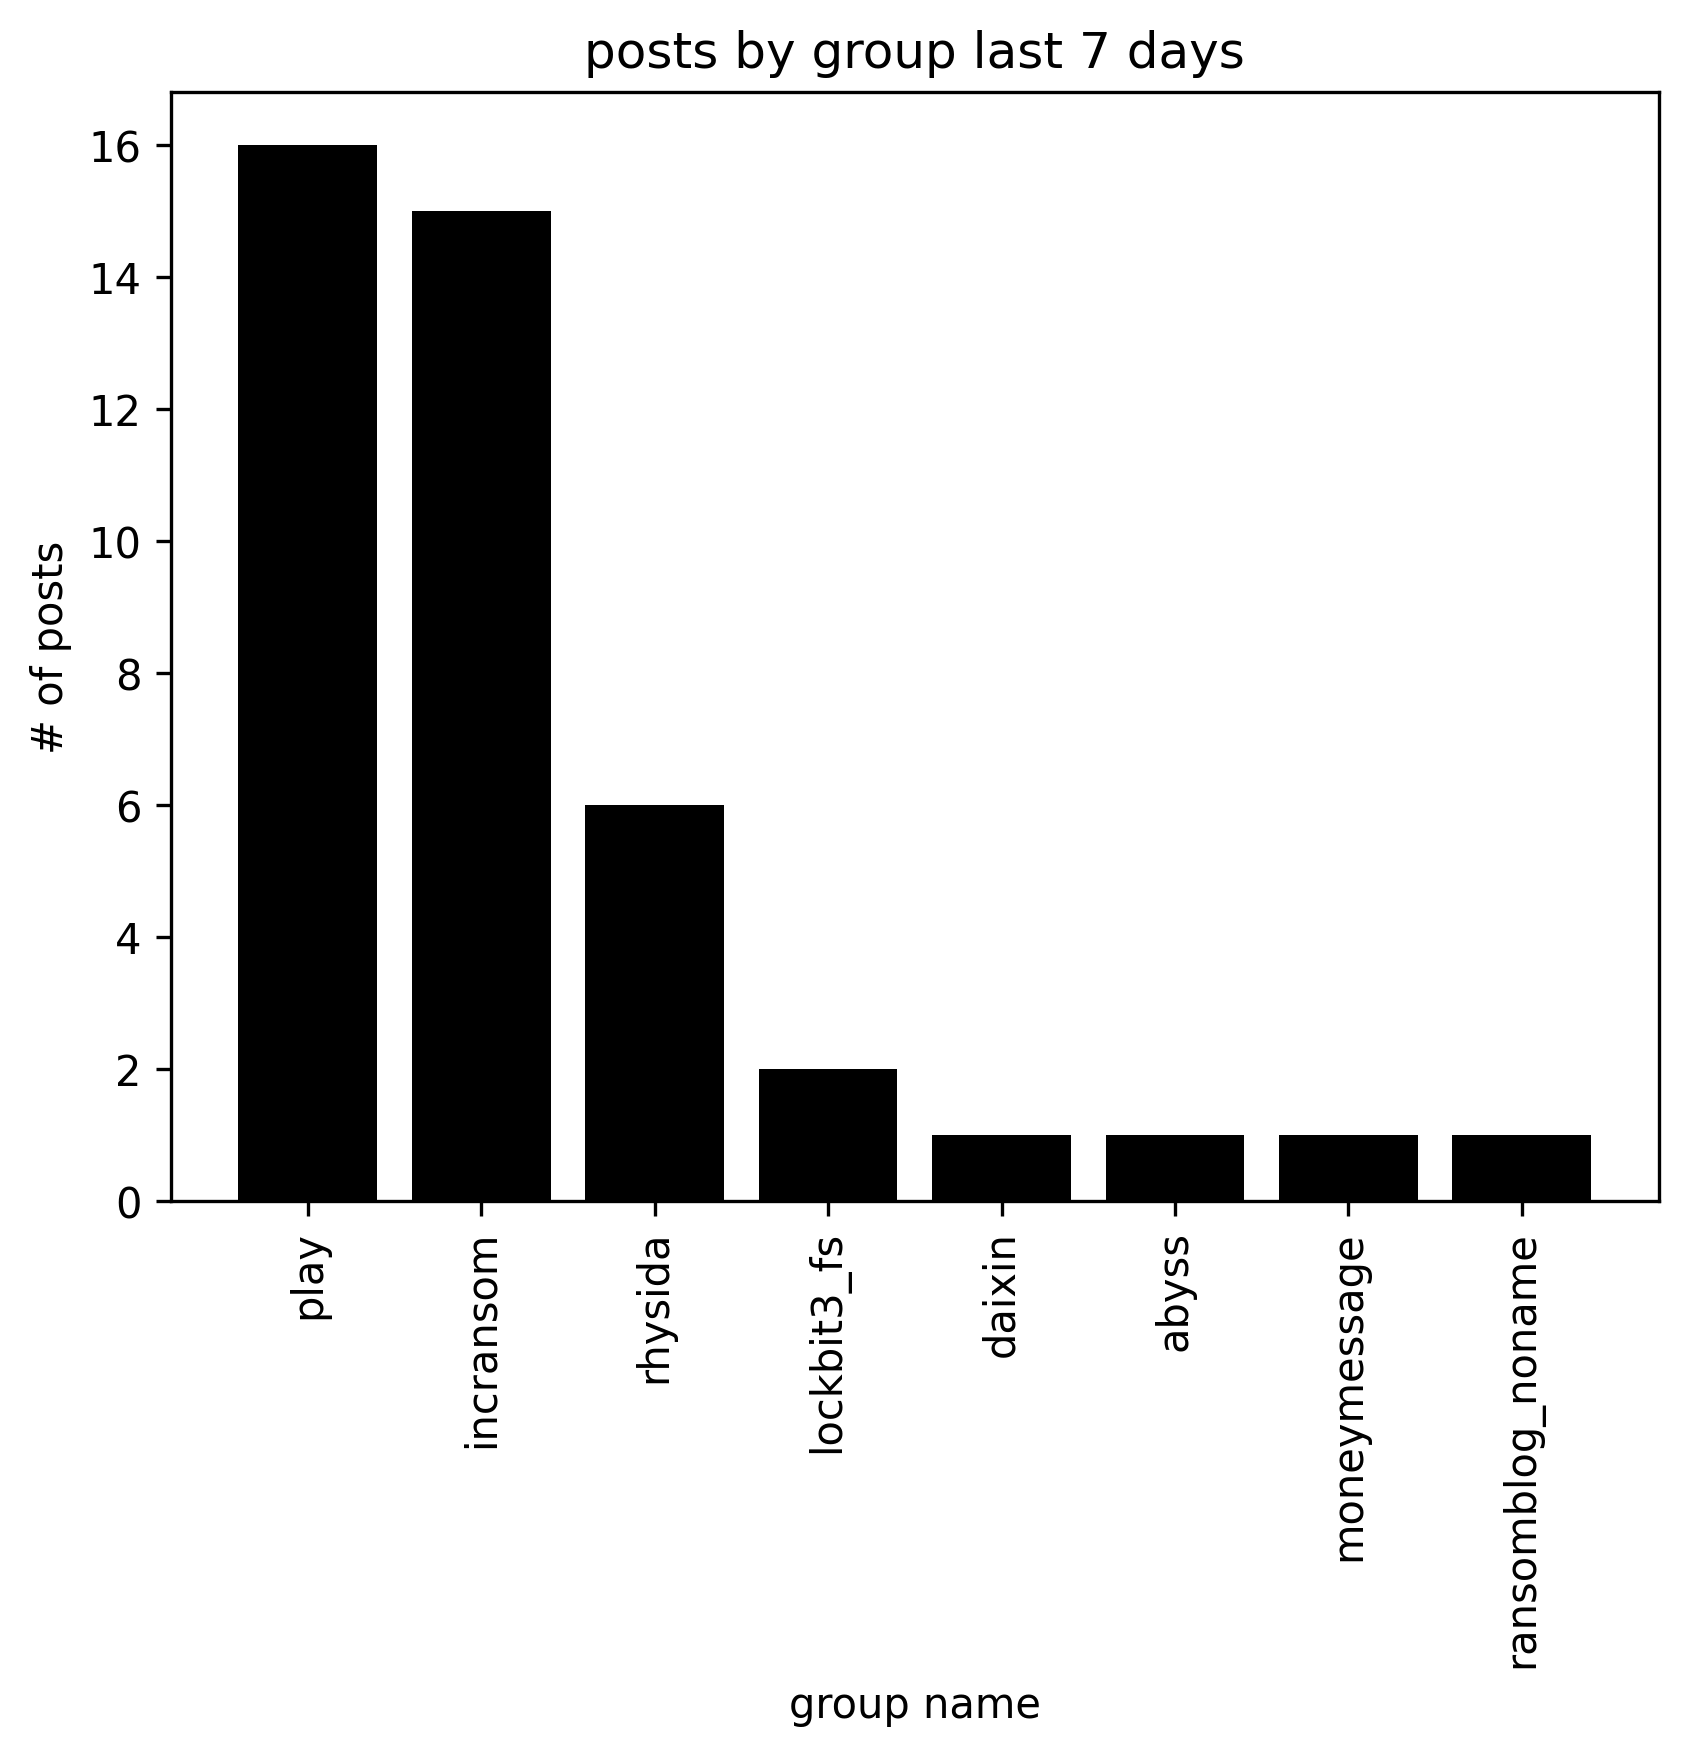 posts by group last 7 days
16
14
12
10
8
6
4
2
0
# of posts
play
incransom
rhysida
lockbit3_fs
daixin
abyss
moneymessage
ransomblog_noname
group name